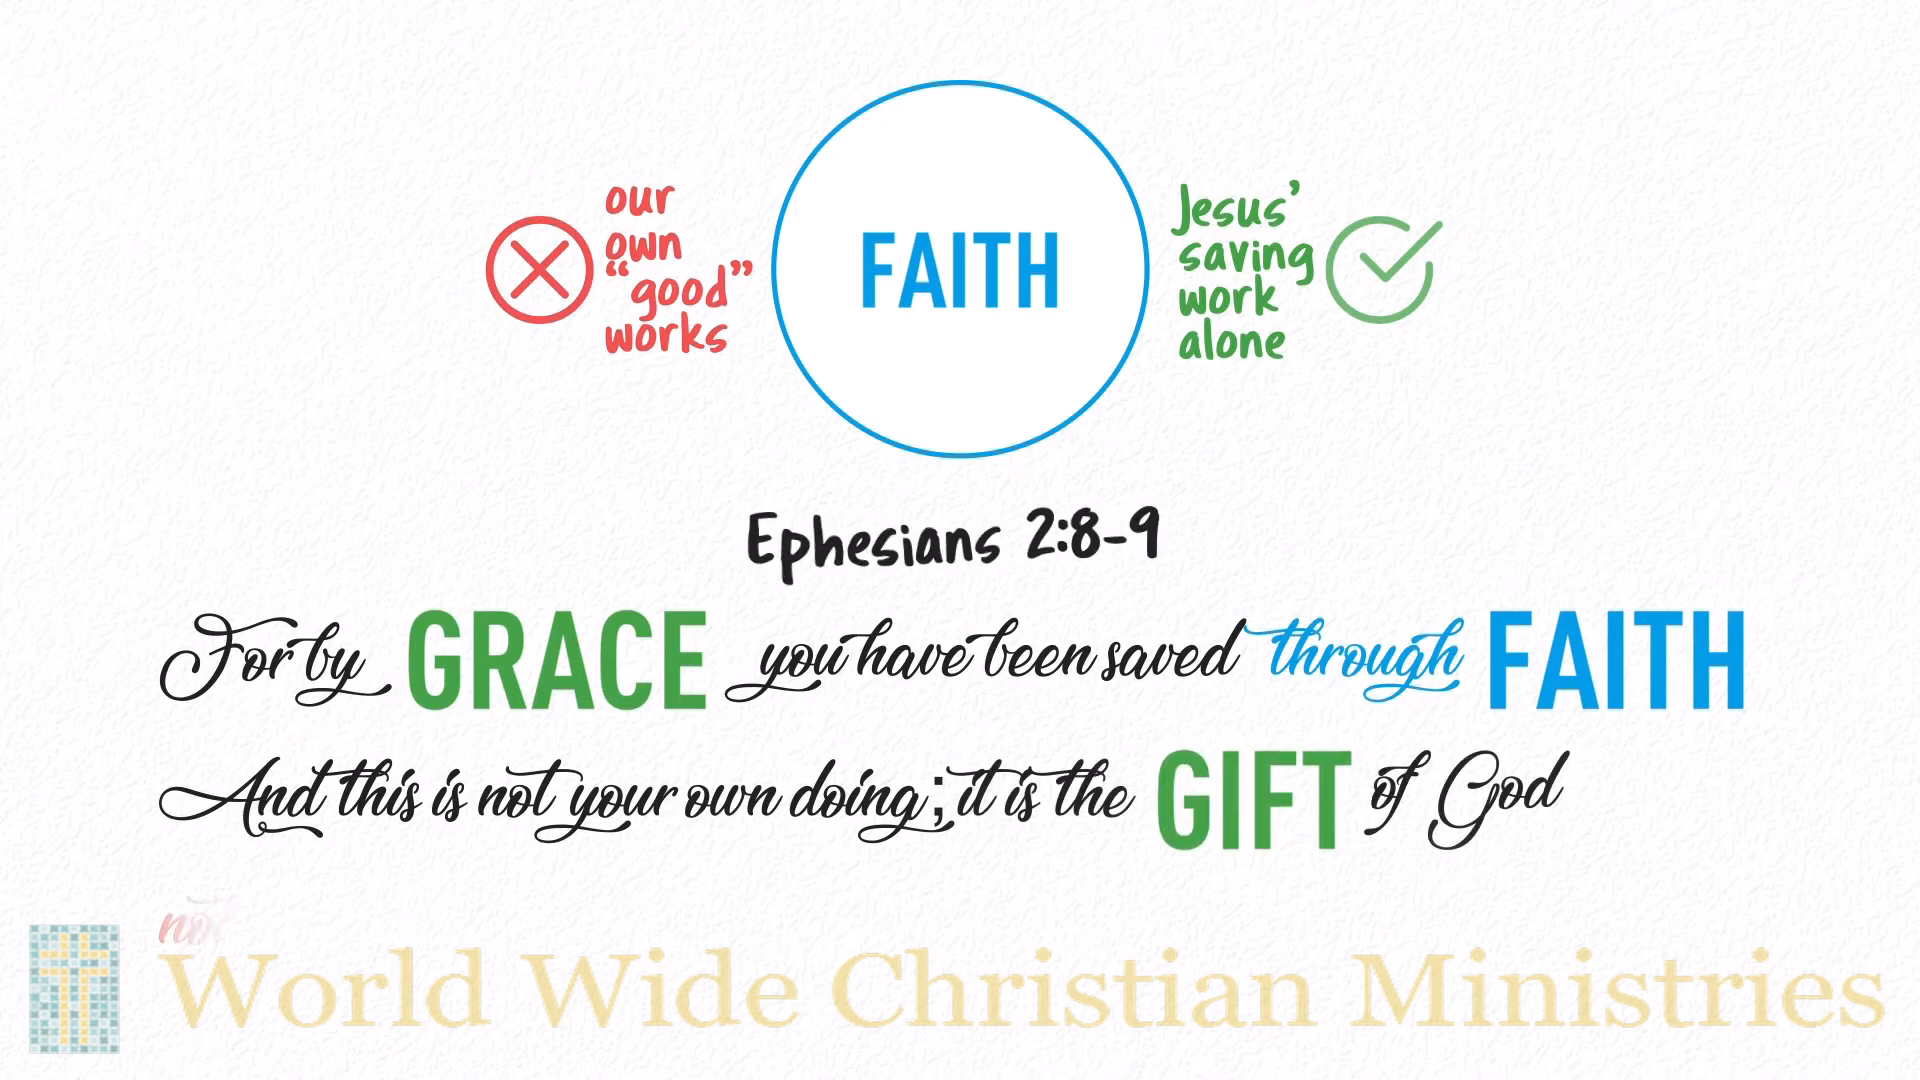 our
own
“good”
works
FAITH
Jesus’
saving
work
alone
Ephesians 2:8-9
For by GRACE you have been saved through FAITH
And this is not your own doing; it is the GIFT of God
World Wide Christian Ministries